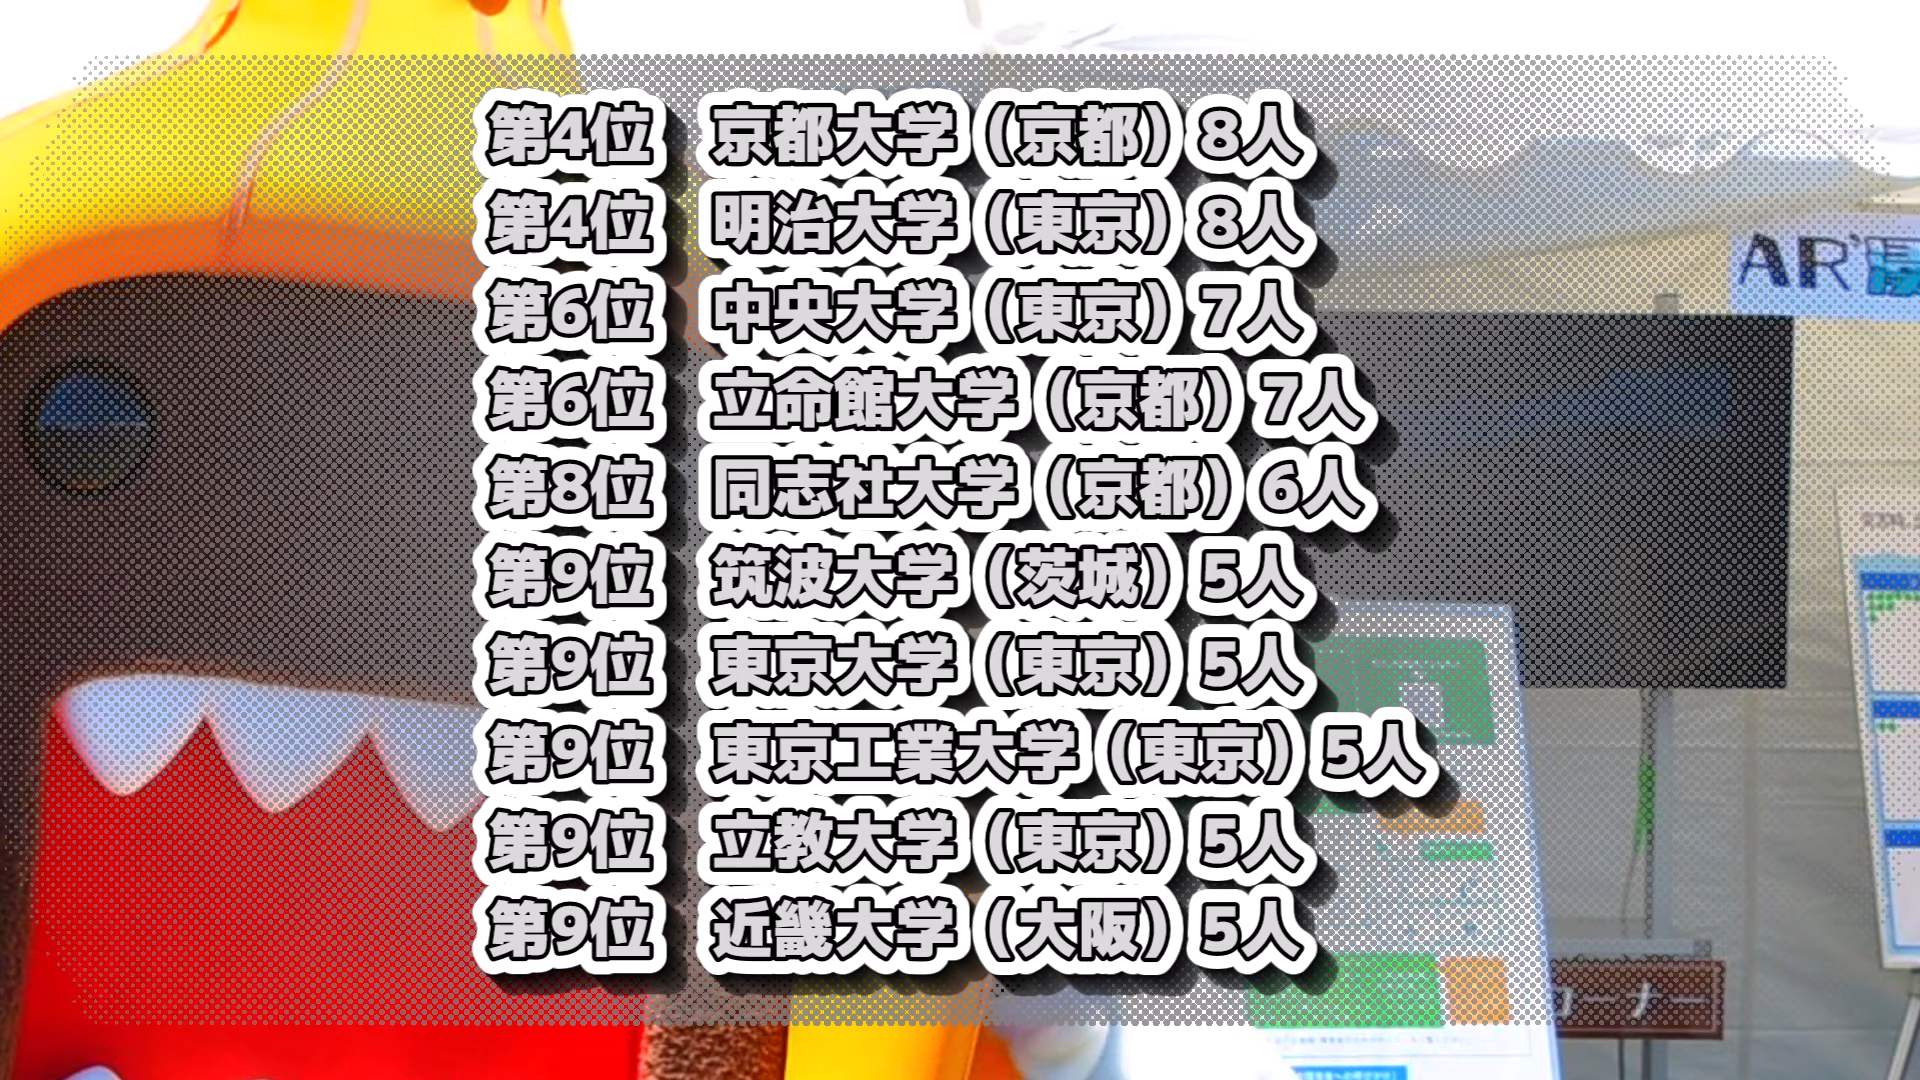 第4位 京都大学（京都）8人
第4位 明治大学（東京）8人
第6位 中央大学（東京）7人
第6位 立命館大学（京都）7人
第8位 同志社大学（京都）6人
第9位 筑波大学（茨城）5人
第9位 東京大学（東京）5人
第9位 東京工業大学（東京）5人
第9位 立教大学（東京）5人
第9位 近畿大学（大阪）5人
AR
コーナー